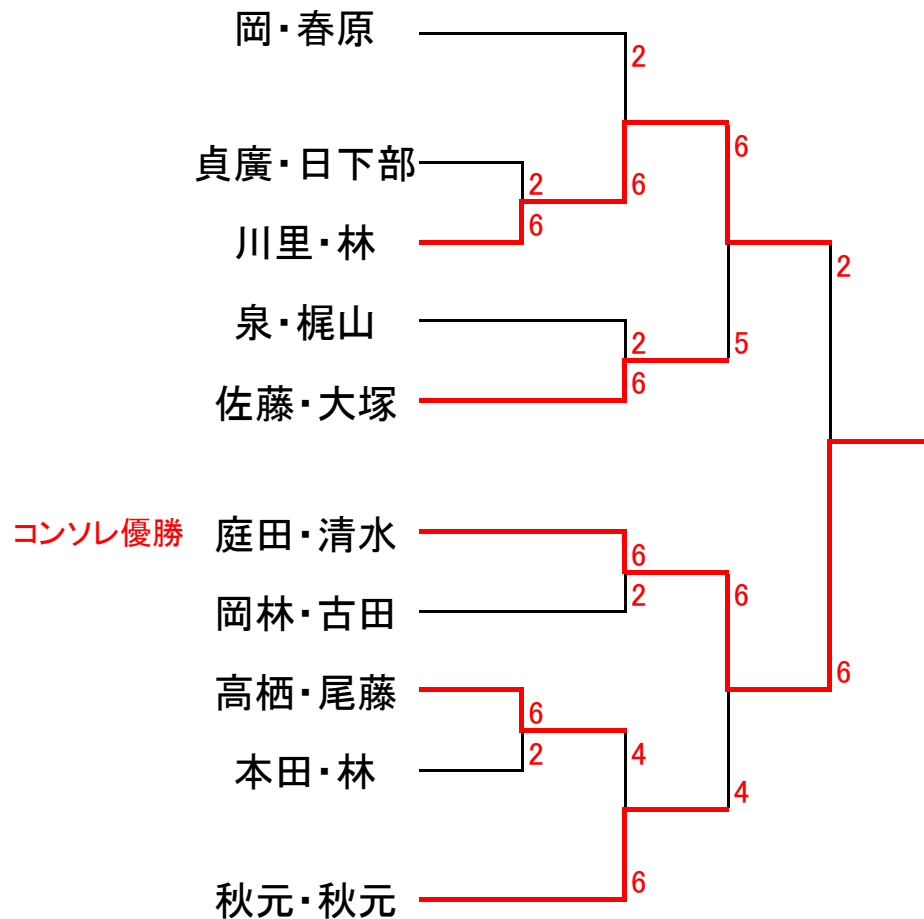 岡・春原
2
6
貞廣・日下部
2
6
6
川里・林
2
泉・梶山
2
5
6
佐藤・大塚
コンソレ優勝 庭田・清水
6
2
6
岡林・古田
6
高栖・尾藤
6
2
4
本田・林
4
6
秋元・秋元